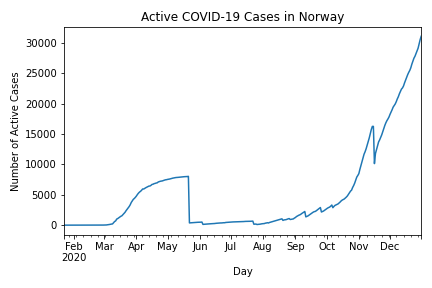 Active COVID-19 Cases in Norway
Number of Active Cases
30000
25000
20000
15000
10000
5000
0
Feb Mar Apr May Jun Jul Aug Sep Oct Nov Dec
2020
Day